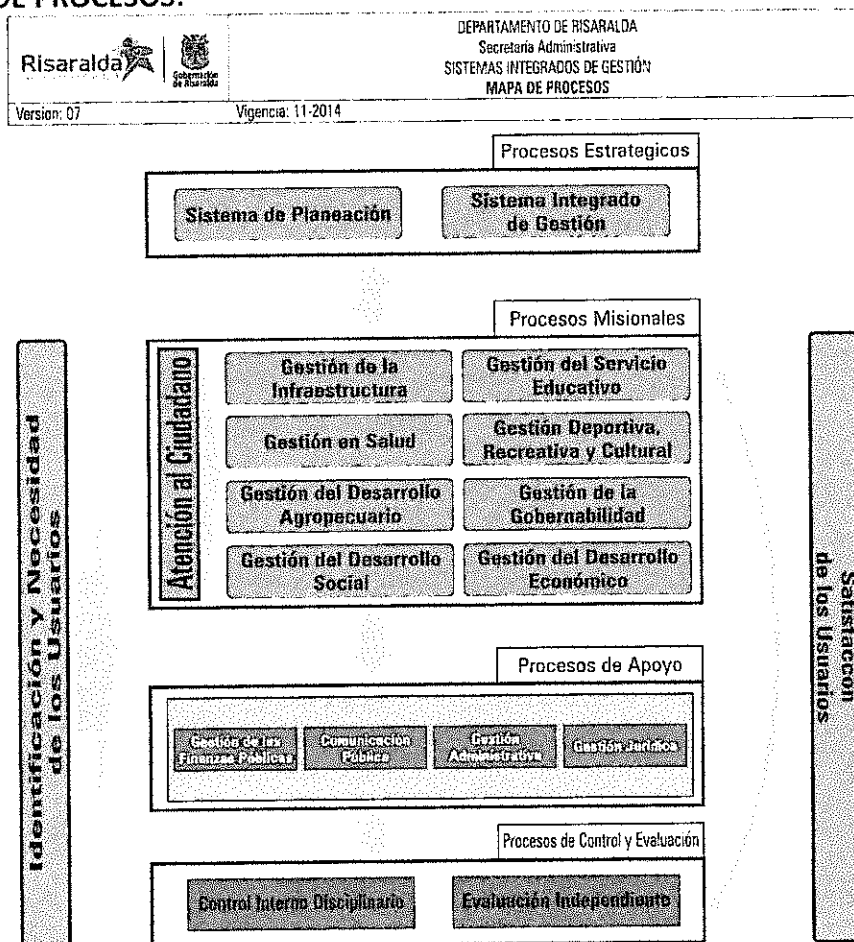 DE PROCESOS:
Risaralda
Gobernación
de Risaralda
DEPARTAMENTO DE RISARALDA
Secretaria Administrativa
SISTEMAS INTEGRADOS DE GESTIÓN
MAPA DE PROCESOS
Version: 07
Vigencia: 11-2014
Procesos Estrategicos
Sistema de Planeación
Sistema Integrado
de Gestión
Procesos Misionales
Identificación y Necesidad
de los Usuarios
Atención al Ciudadano
Gestión de la
Infraestructura
Gestión del Servicio
Educativo
Gestión en Salud
Gestión Deportiva,
Recreativa y Cultural
Gestión del Desarrollo
Agropecuario
Gestión de la
Gobernabilidad
Gestión del Desarrollo
Social
Gestión del Desarrollo
Económico
Satisfaccon
de los Usuarios
Procesos de Apoyo
Gestión de las
Finanzas Públicas
Comunicación
Pública
Gestión
Administrativa
Gestión Jurídica
Procesos de Control y Evaluación
Control Interno Disciplinario
Evaluación Independiente